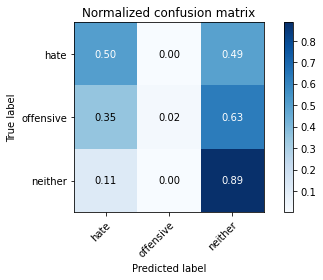 Normalized confusion matrix
True label
hate
0.50 0.00 0.49
offensive
0.35 0.02 0.63
neither
0.11 0.00 0.89
hate
offensive
neither
Predicted label
0.8
0.7
0.6
0.5
0.4
0.3
0.2
0.1